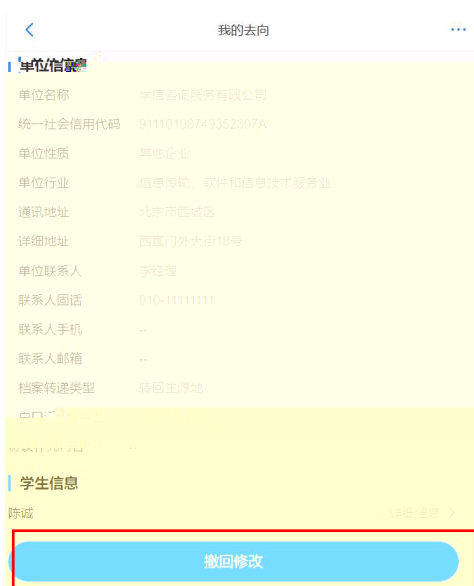 我的去向
单位信息
单位名称 学信咨询服务有限公司
统一社会信用代码 91110108749352307A
单位性质 其他企业
单位行业 信息传输、软件和信息技术服务业
通讯地址 北京市西城区
详细地址 西直门外大街18号
单位联系人 李经理
联系人固话 010-11111111
联系人手机 --
联系人邮箱 --
档案转递类型 转回生源地
学生信息
陈诚 详细信息
撤回修改